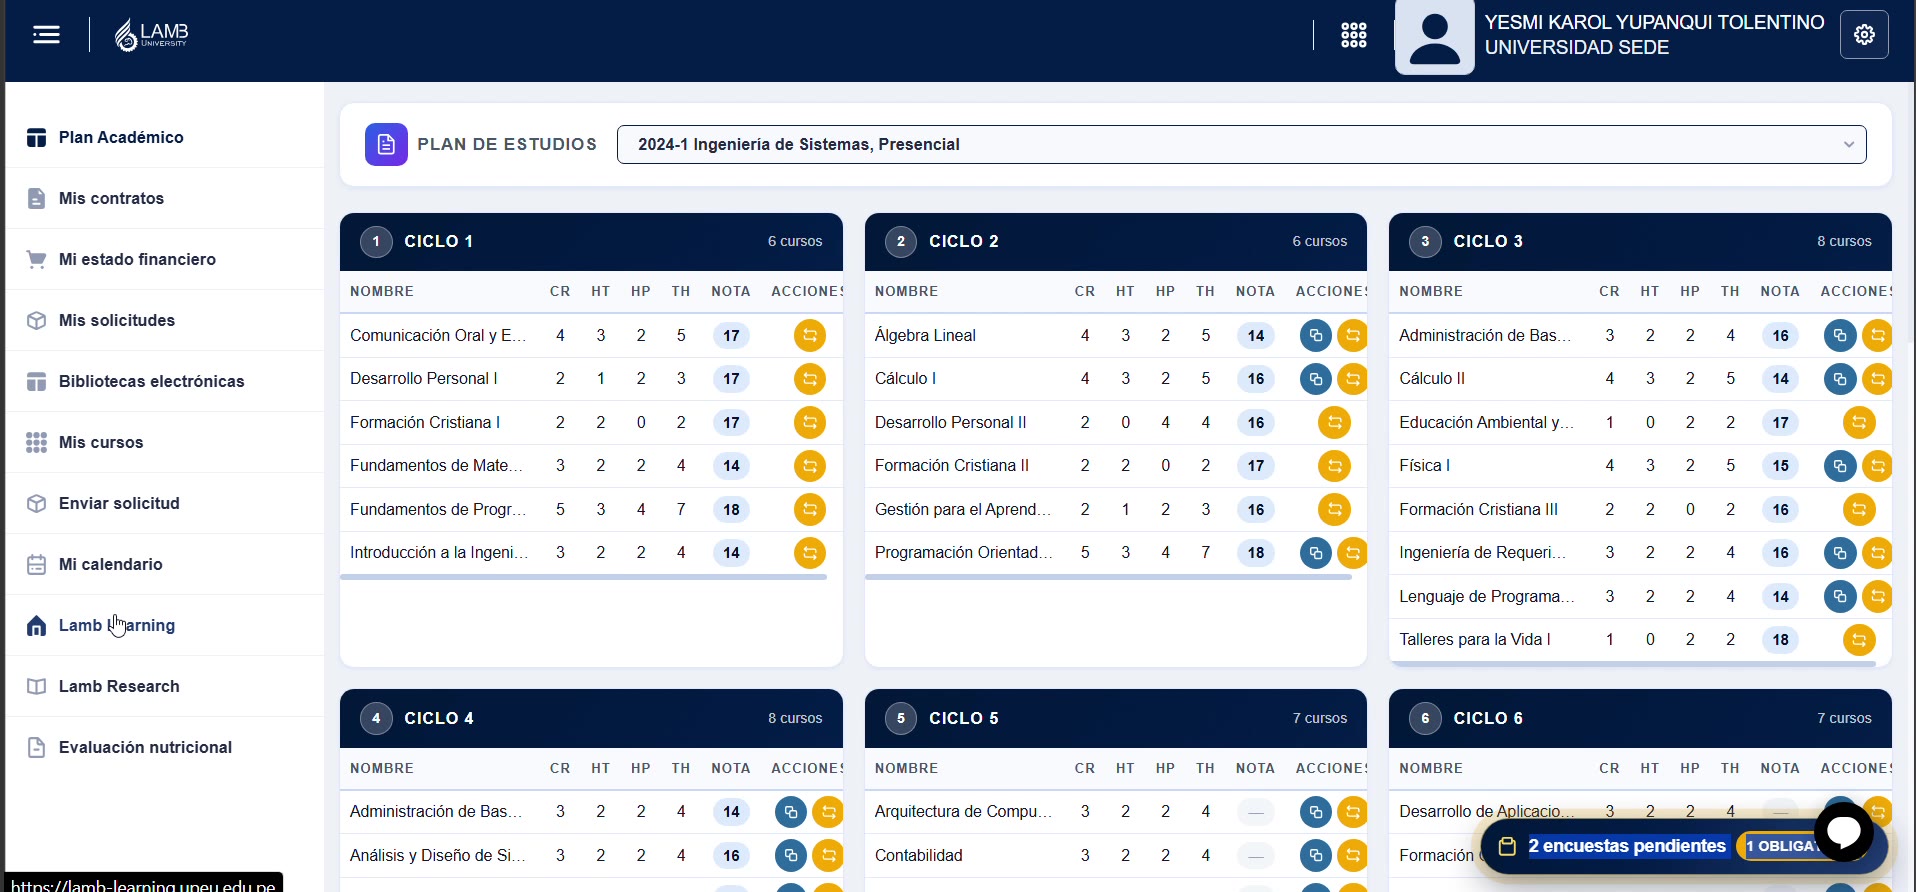 LAMB
UNIVERSITY
YESMI KAROL YUPANQUI TOLENTINO
UNIVERSIDAD SEDE
Plan Académico
Mis contratos
Mi estado financiero
Mis solicitudes
Bibliotecas electrónicas
Mis cursos
Enviar solicitud
Mi calendario
Lamb Learning
Lamb Research
Evaluación nutricional
PLAN DE ESTUDIOS
2024-1 Ingeniería de Sistemas, Presencial
1 CICLO 1 6 cursos
NOMBRE CR HT HP TH NOTA ACCIONES
Comunicación Oral y E... 4 3 2 5 17
Desarrollo Personal I 2 1 2 3 17
Formación Cristiana I 2 2 0 2 17
Fundamentos de Mate... 3 2 2 4 14
Fundamentos de Progr... 5 3 4 7 18
Introducción a la Ingeni... 3 2 2 4 14
2 CICLO 2 6 cursos
NOMBRE CR HT HP TH NOTA ACCIONES
Álgebra Lineal 4 3 2 5 14
Cálculo I 4 3 2 5 16
Desarrollo Personal II 2 0 4 4 16
Formación Cristiana II 2 2 0 2 17
Gestión para el Aprend... 2 1 2 3 16
Programación Orientad... 5 3 4 7 18
3 CICLO 3 8 cursos
NOMBRE CR HT HP TH NOTA ACCIONES
Administración de Bas... 3 2 2 4 16
Cálculo II 4 3 2 5 14
Educación Ambiental y... 1 0 2 2 17
Física I 4 3 2 5 15
Formación Cristiana III 2 2 0 2 16
Ingeniería de Requeri... 3 2 2 4 16
Lenguaje de Programa... 3 2 2 4 14
Talleres para la Vida I 1 0 2 2 18
4 CICLO 4 8 cursos
NOMBRE CR HT HP TH NOTA ACCIONES
Administración de Bas... 3 2 2 4 14
Análisis y Diseño de Si... 3 2 2 4 16
5 CICLO 5 7 cursos
NOMBRE CR HT HP TH NOTA ACCIONES
Arquitectura de Compu... 3 2 2 4 —
Contabilidad 3 2 2 4 —
6 CICLO 6 7 cursos
NOMBRE CR HT HP TH NOTA ACCIONES
Desarrollo de Aplicacio... 3 2 2 4 —
Formación
2 encuestas pendientes 1 OBLIGAT
https://lamb-learning.upeu.edu.pe